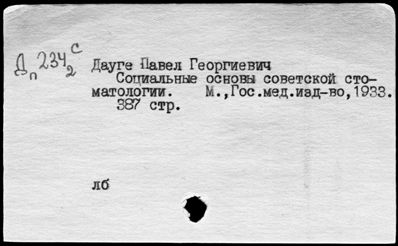 Д п 234 2 с
Дауге Павел Георгиевич
Социальные основы советской сто-
матологии. М.,Гос.мед.изд-во,1933.
387 стр.
лб